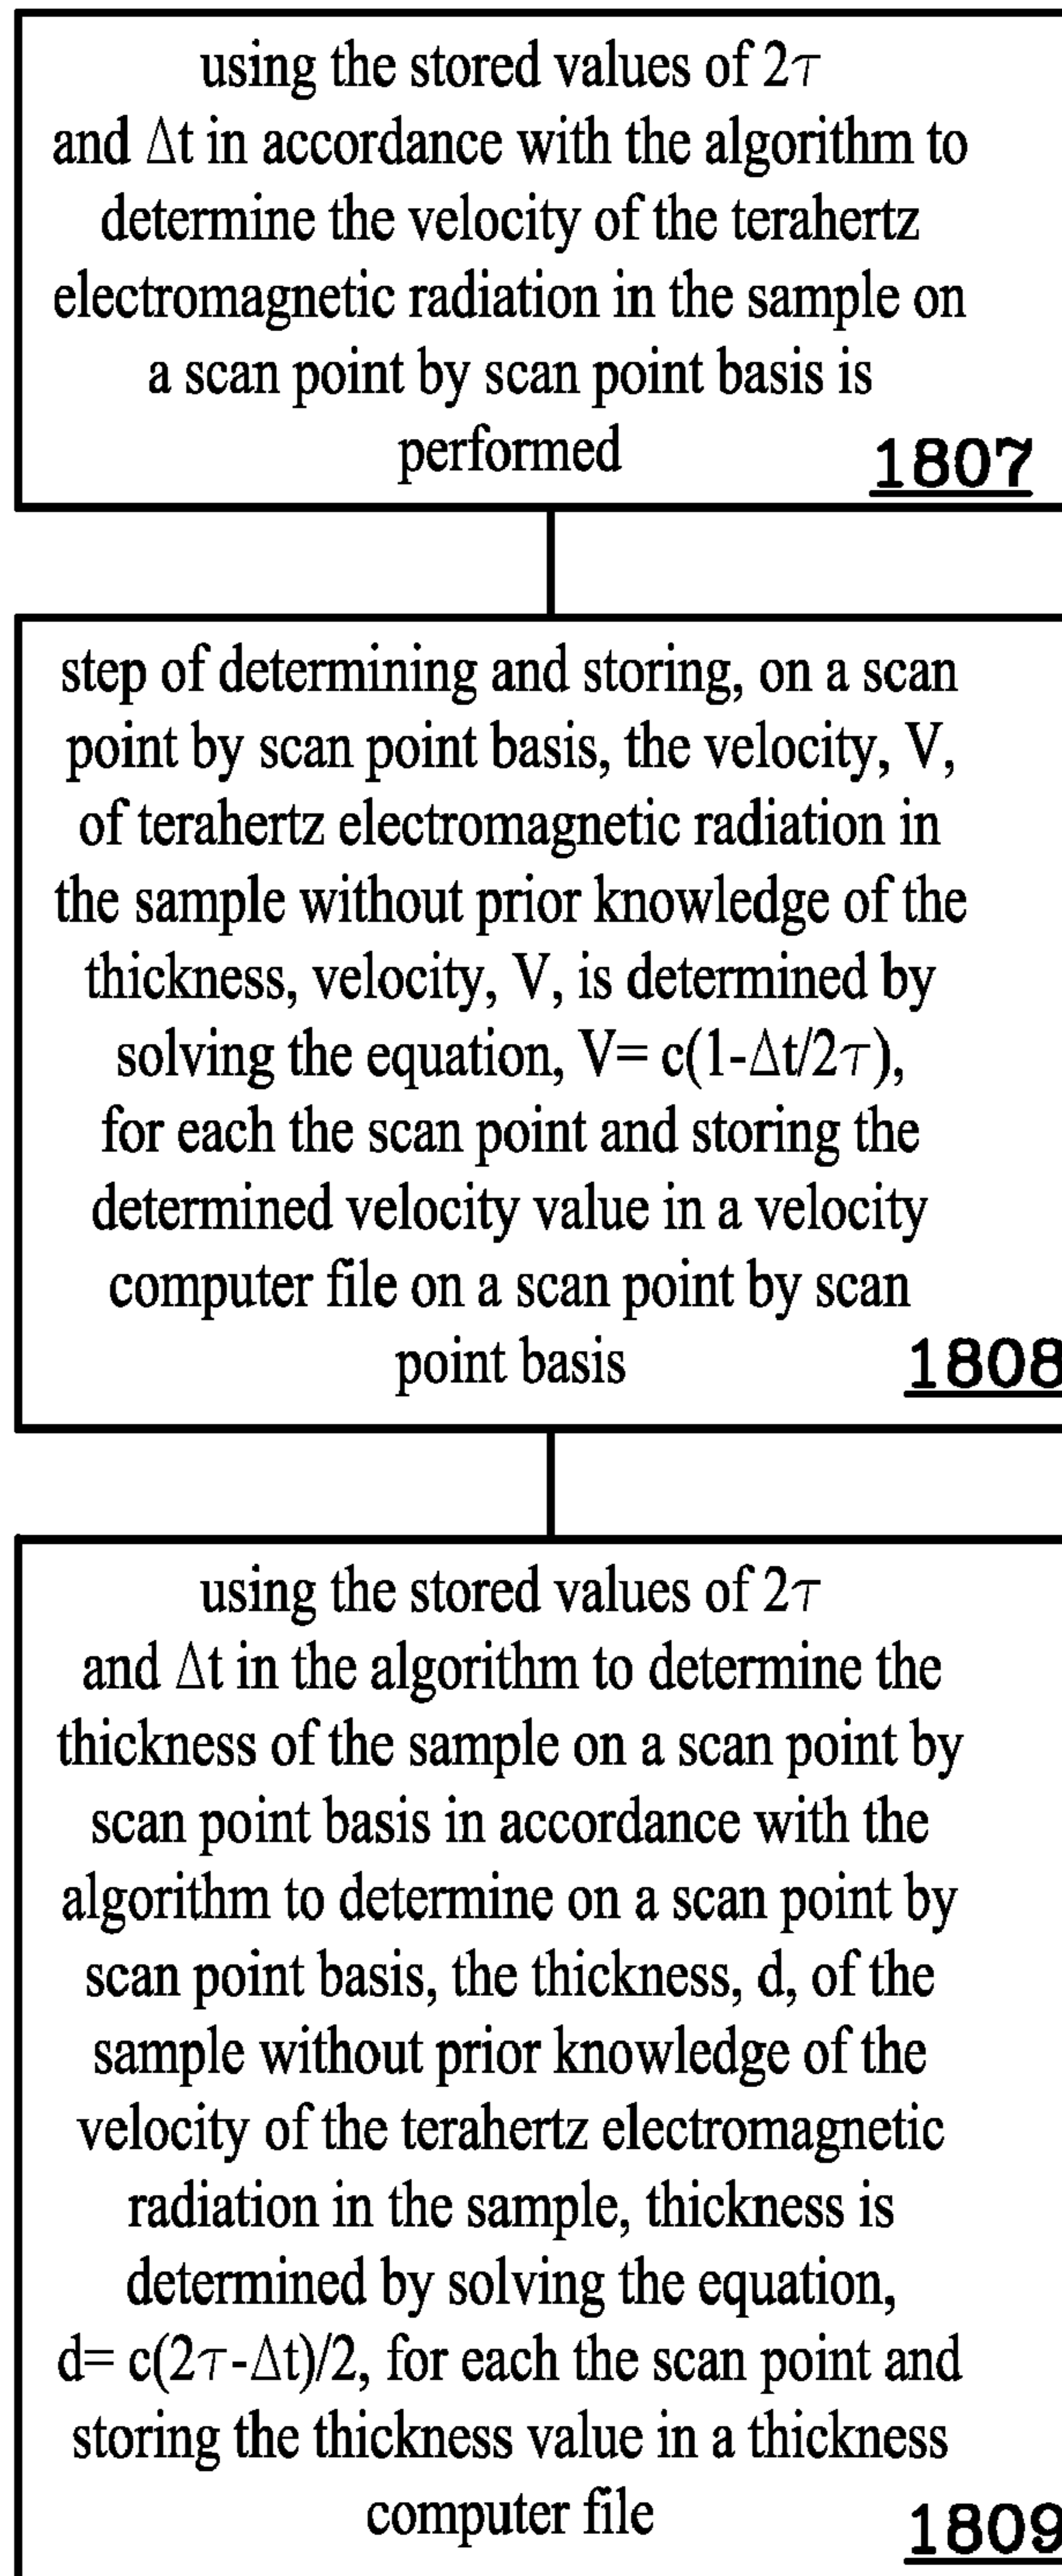 using the stored values of 2τ
and Δt in accordance with the algorithm to
determine the velocity of the terahertz
electromagnetic radiation in the sample on
a scan point by scan point basis is
performed
1807
step of determining and storing, on a scan
point by scan point basis, the velocity, V,
of terahertz electromagnetic radiation in
the sample without prior knowledge of the
thickness, velocity, V, is determined by
solving the equation, V= c(1-Δt/2τ),
for each the scan point and storing the
determined velocity value in a velocity
computer file on a scan point by scan
point basis
1808
using the stored values of 2τ
and Δt in the algorithm to determine the
thickness of the sample on a scan point by
scan point basis in accordance with the
algorithm to determine on a scan point by
scan point basis, the thickness, d, of the
sample without prior knowledge of the
velocity of the terahertz electromagnetic
radiation in the sample, thickness is
determined by solving the equation,
d= c(2τ-Δt)/2, for each the scan point and
storing the thickness value in a thickness
computer file
1809